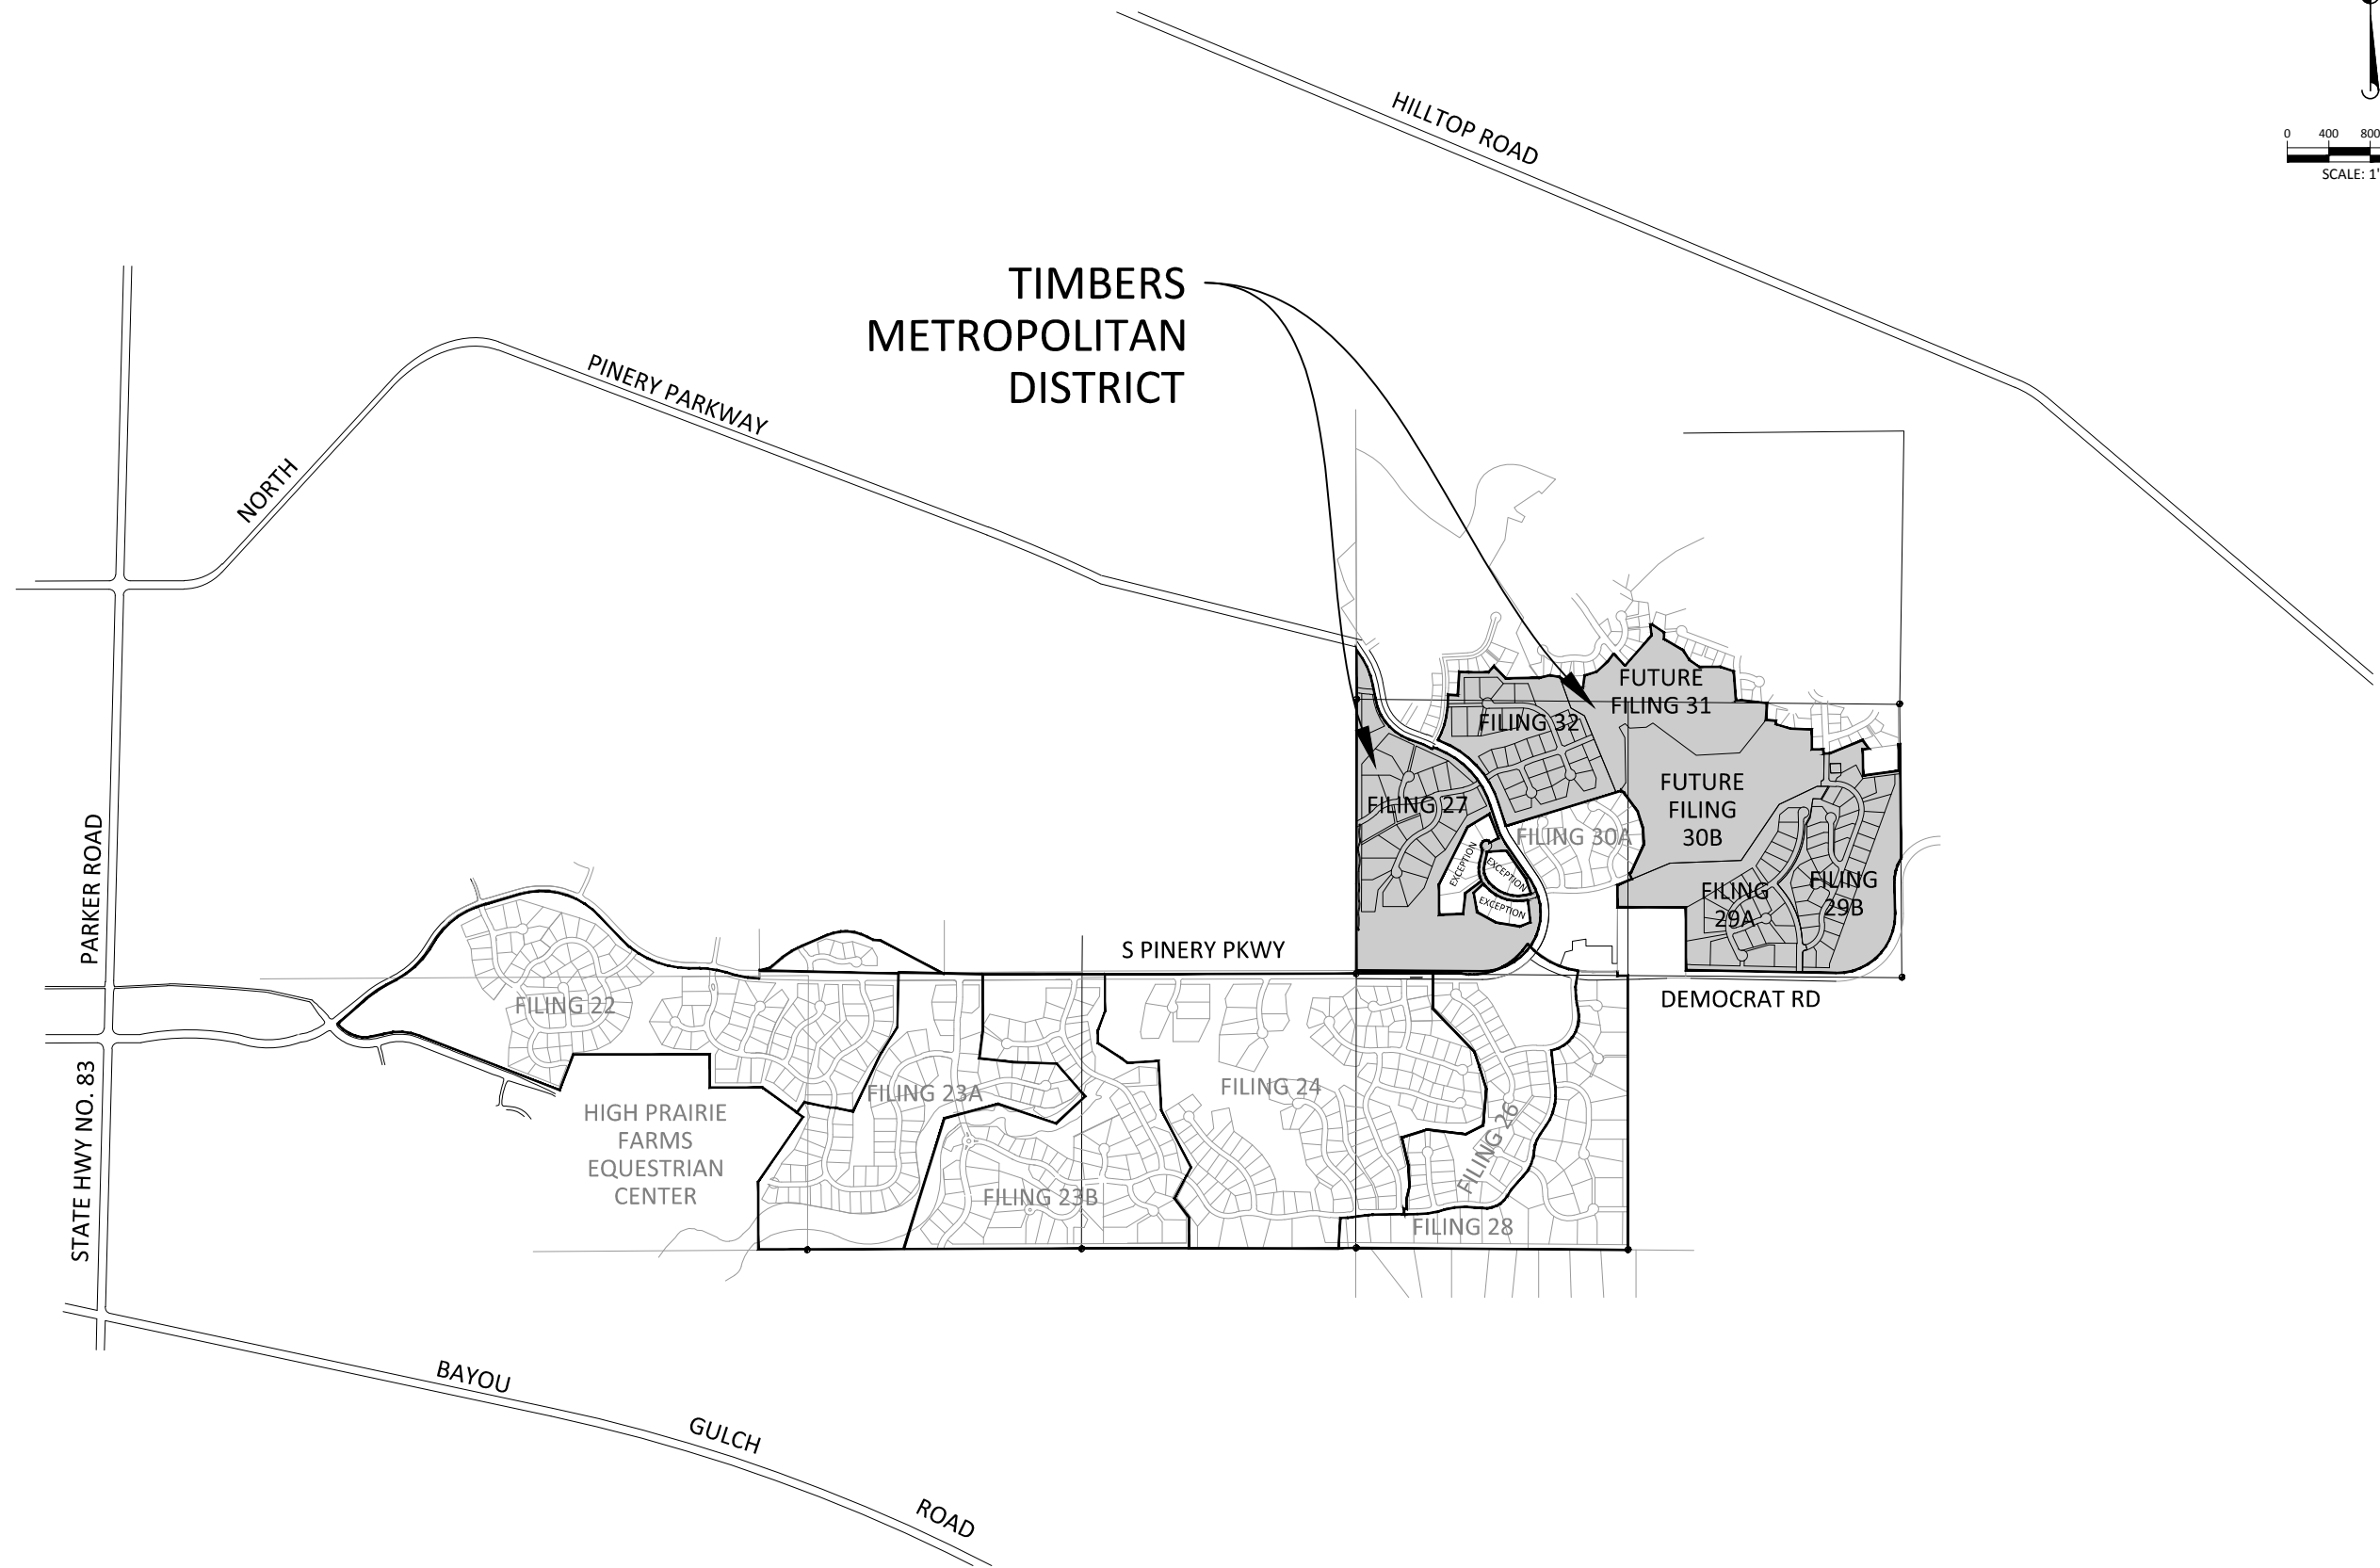 HILLTOP ROAD
0 400 800
SCALE: 1"
TIMBERS
METROPOLITAN
DISTRICT
PINERY PARKWAY
NORTH
FUTURE
FILING 31
FILING 32
FUTURE
FILING
30B
FILING 27
FILING 30A
EXCEPTION
EXCEPTION
EXCEPTION
FILING
29A
FILING
29B
PARKER ROAD
S PINERY PKWY
DEMOCRAT RD
FILING 22
STATE HWY NO. 83
FILING 23A
FILING 24
HIGH PRAIRIE
FARMS
EQUESTRIAN
CENTER
FILING 26
FILING 23B
FILING 28
BAYOU
GULCH
ROAD